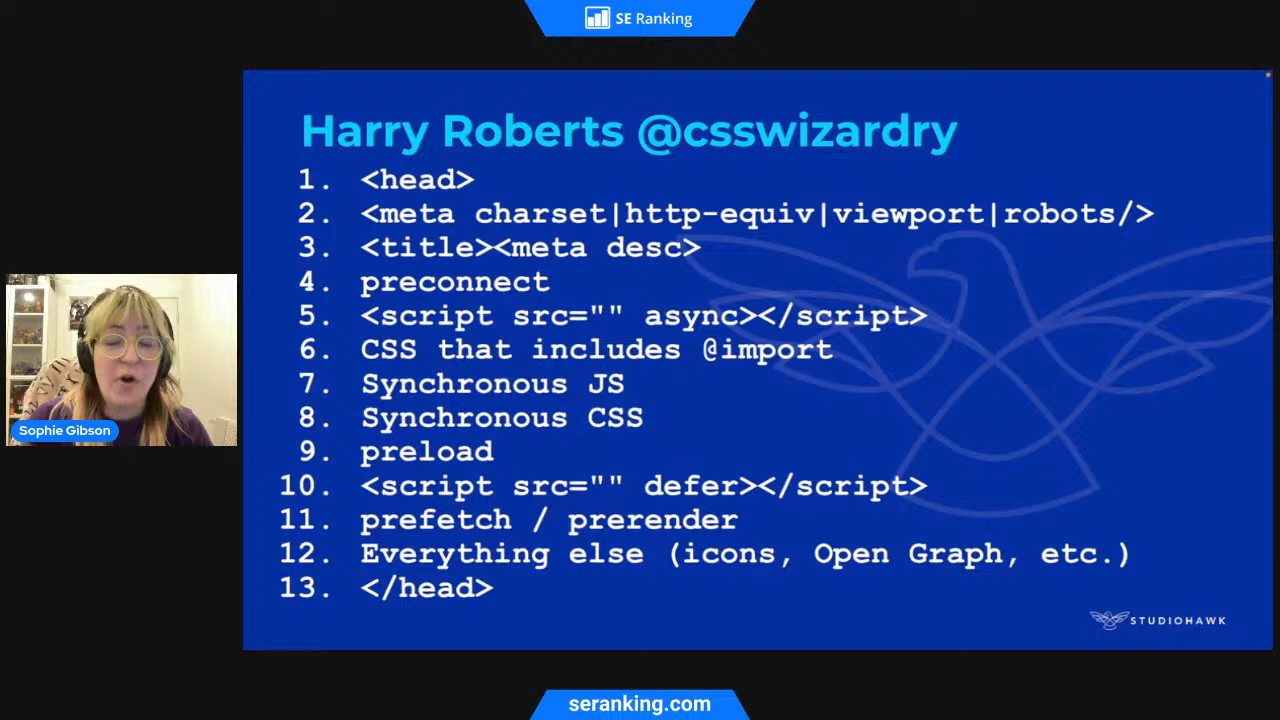 SE Ranking
Harry Roberts @csswizardry
1. <head>
2. <meta charset|http-equiv|viewport|robots/>
3. <title><meta desc>
4. preconnect
5. <script src="" async></script>
6. CSS that includes @import
7. Synchronous JS
8. Synchronous CSS
9. preload
10. <script src="" defer></script>
11. prefetch / prerender
12. Everything else (icons, Open Graph, etc.)
13. </head>
Sophie Gibson
STUDIOHAWK
seranking.com